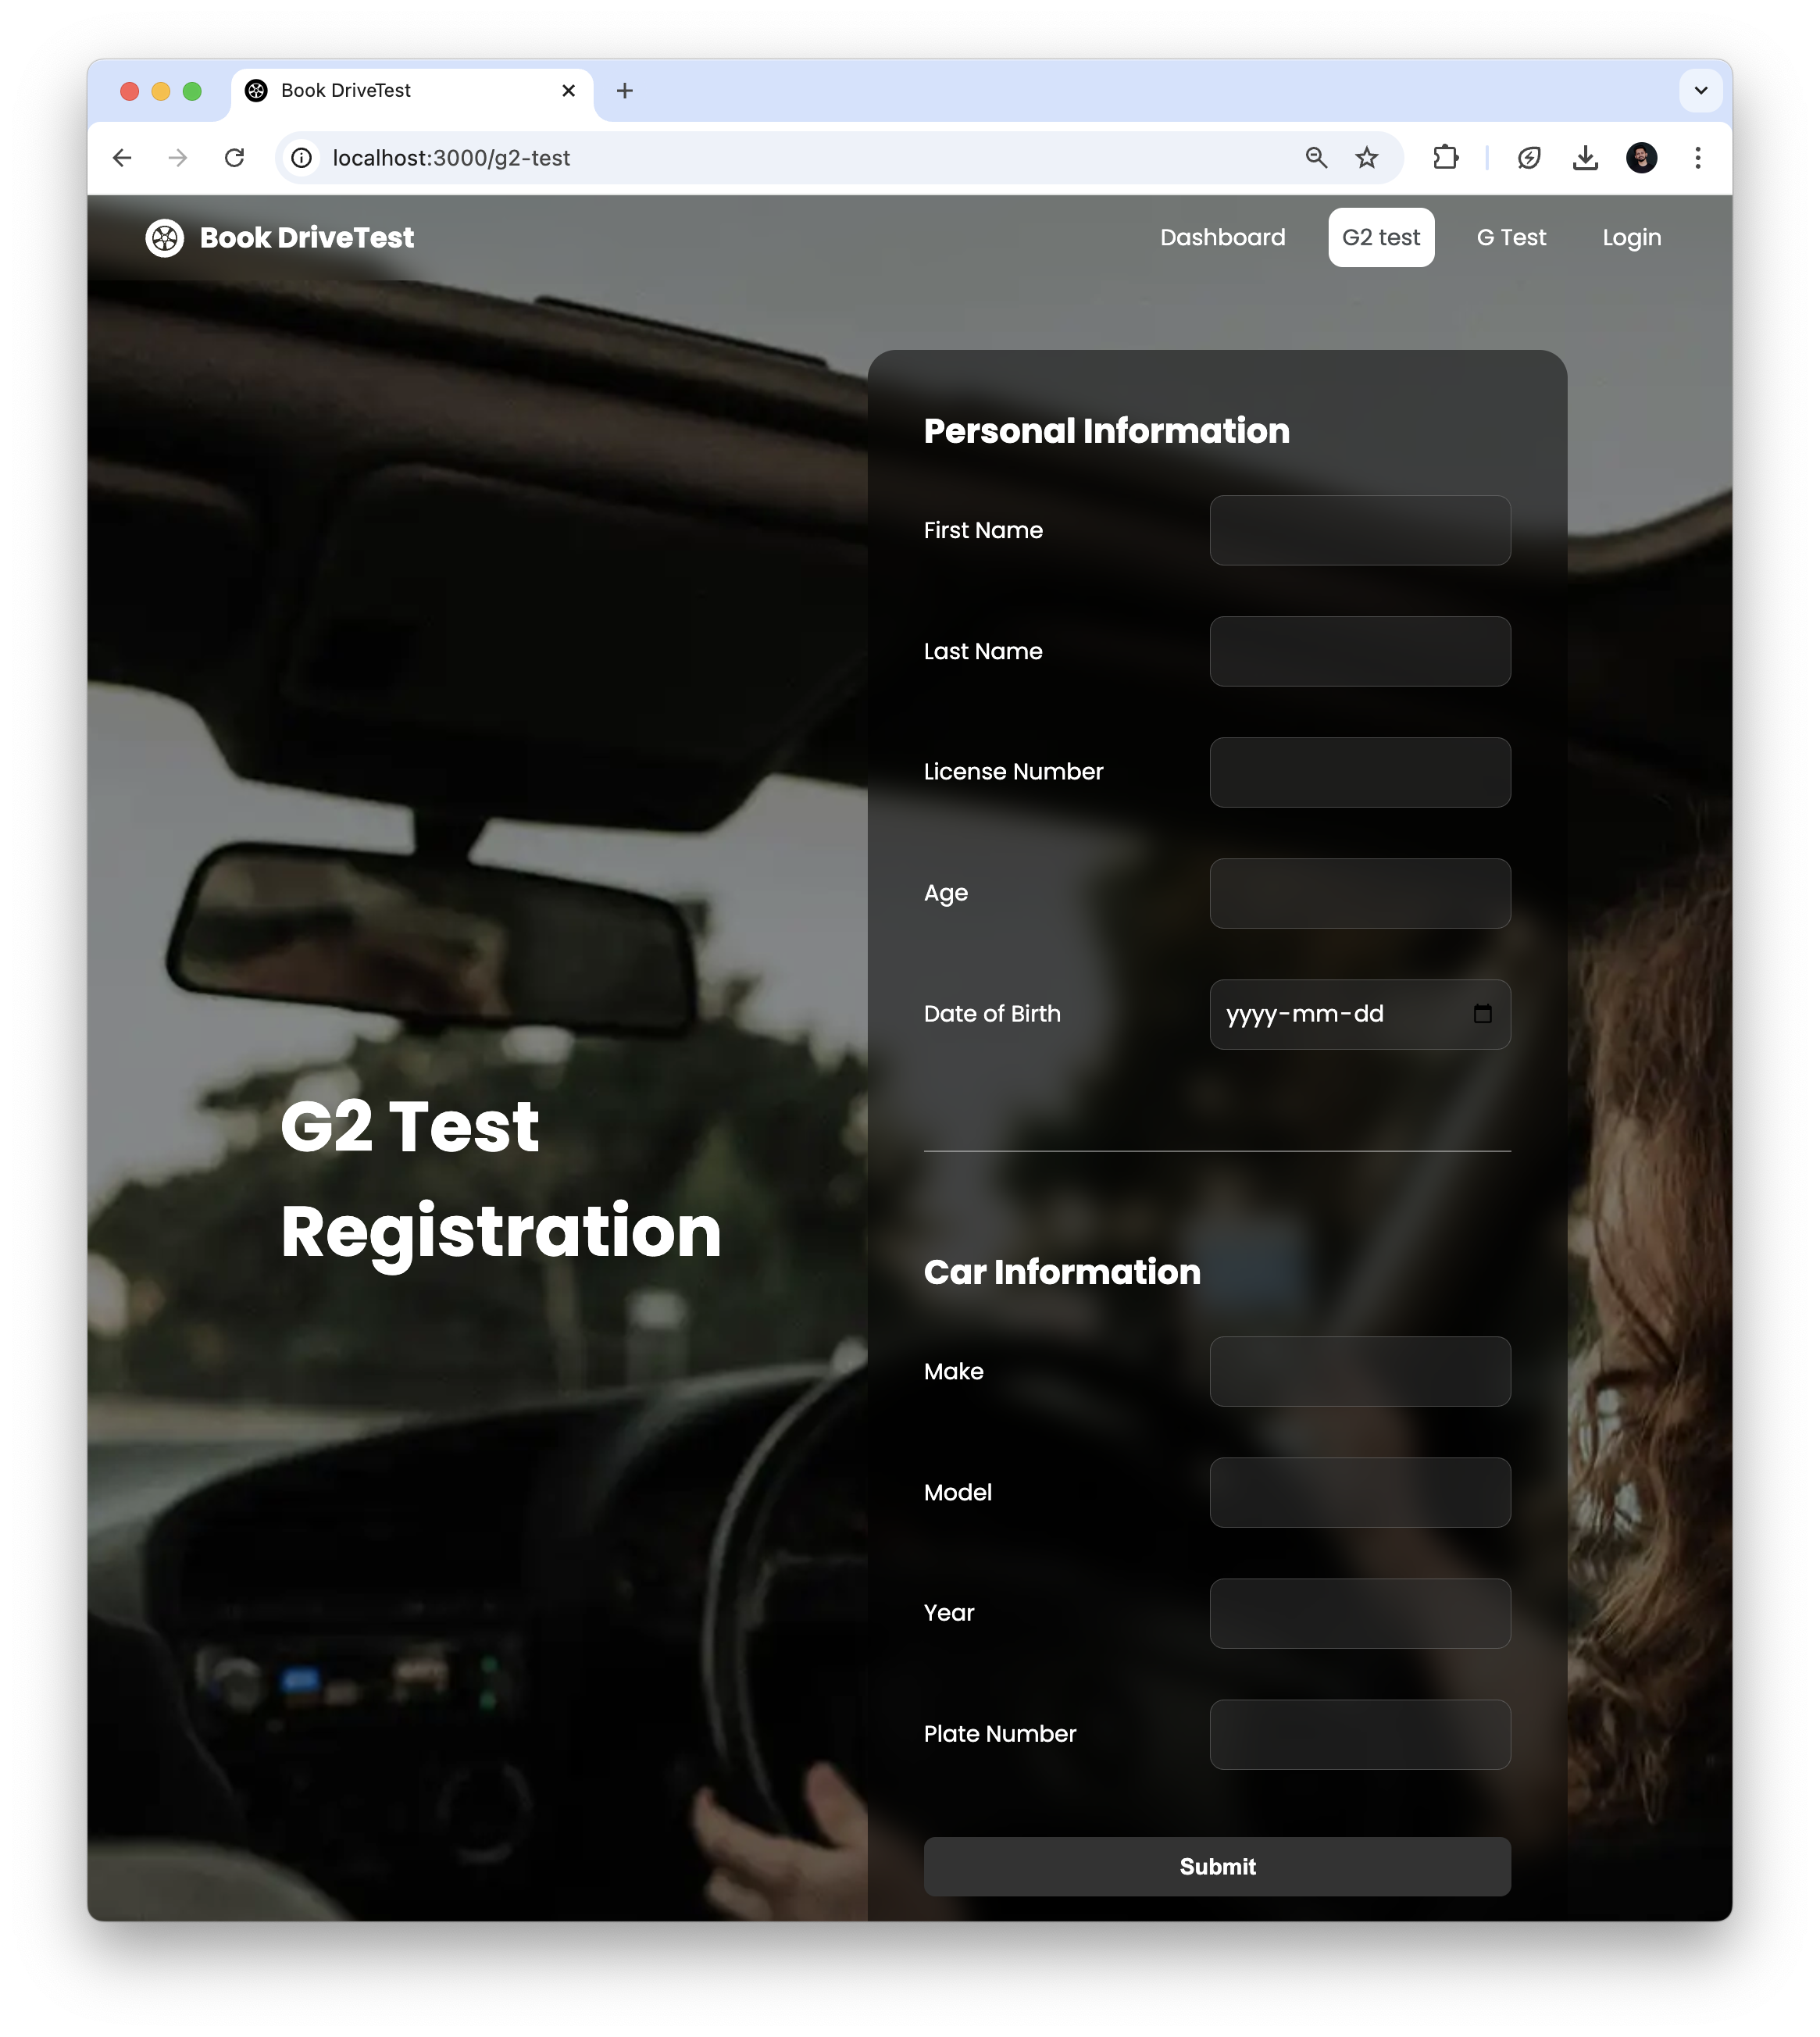 Book DriveTest
localhost:3000/g2-test
Book DriveTest
Dashboard
G2 test
G Test
Login
G2 Test
Registration
Personal Information
First Name
Last Name
License Number
Age
Date of Birth
yyyy-mm-dd
Car Information
Make
Model
Year
Plate Number
Submit